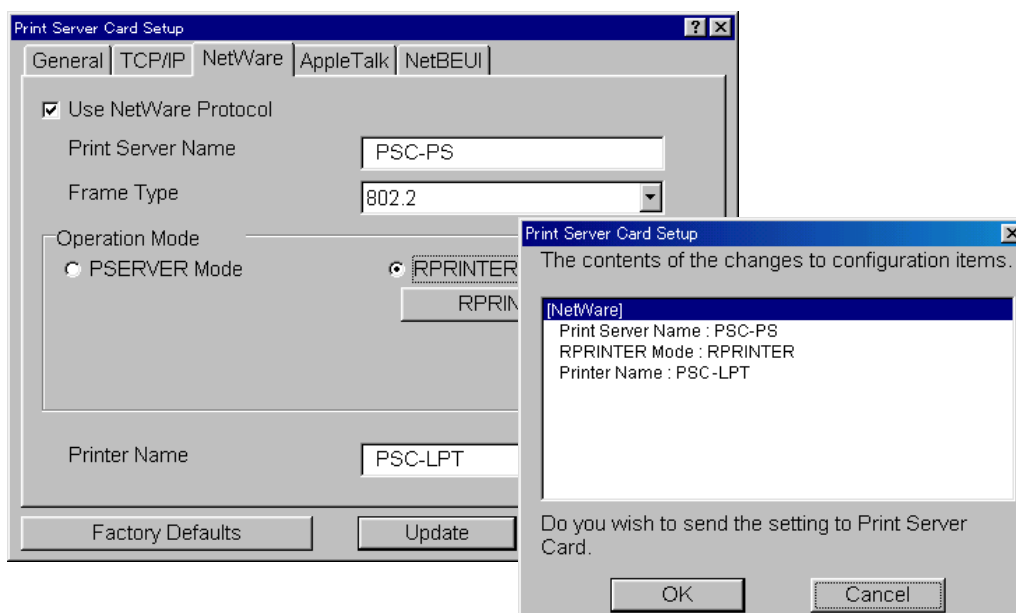 Print Server Card Setup
General TCP/IP NetWare AppleTalk NetBEUI
Use NetWare Protocol
Print Server Name PSC-PS
Frame Type 802.2
Operation Mode
PSERVER Mode RPRINTER
RPRIN
Printer Name PSC-LPT
Factory Defaults Update
Print Server Card Setup
The contents of the changes to configuration items.
[NetWare]
Print Server Name : PSC-PS
RPRINTER Mode : RPRINTER
Printer Name : PSC-LPT
Do you wish to send the setting to Print Server
Card.
OK Cancel